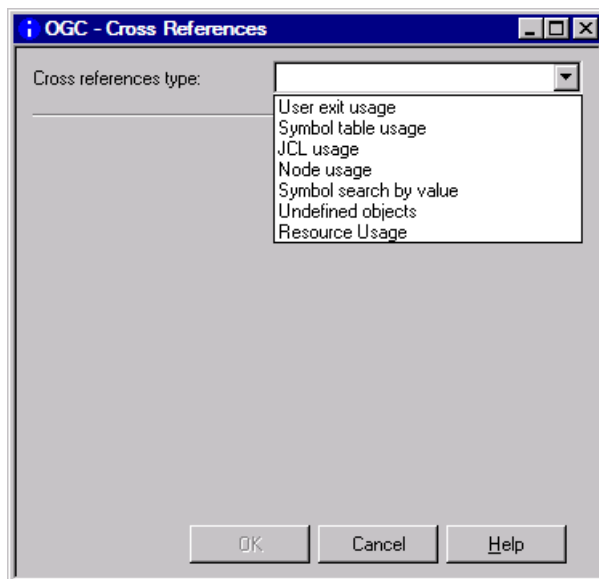 OGC - Cross References
Cross references type:
User exit usage
Symbol table usage
JCL usage
Node usage
Symbol search by value
Undefined objects
Resource Usage
OK Cancel Help